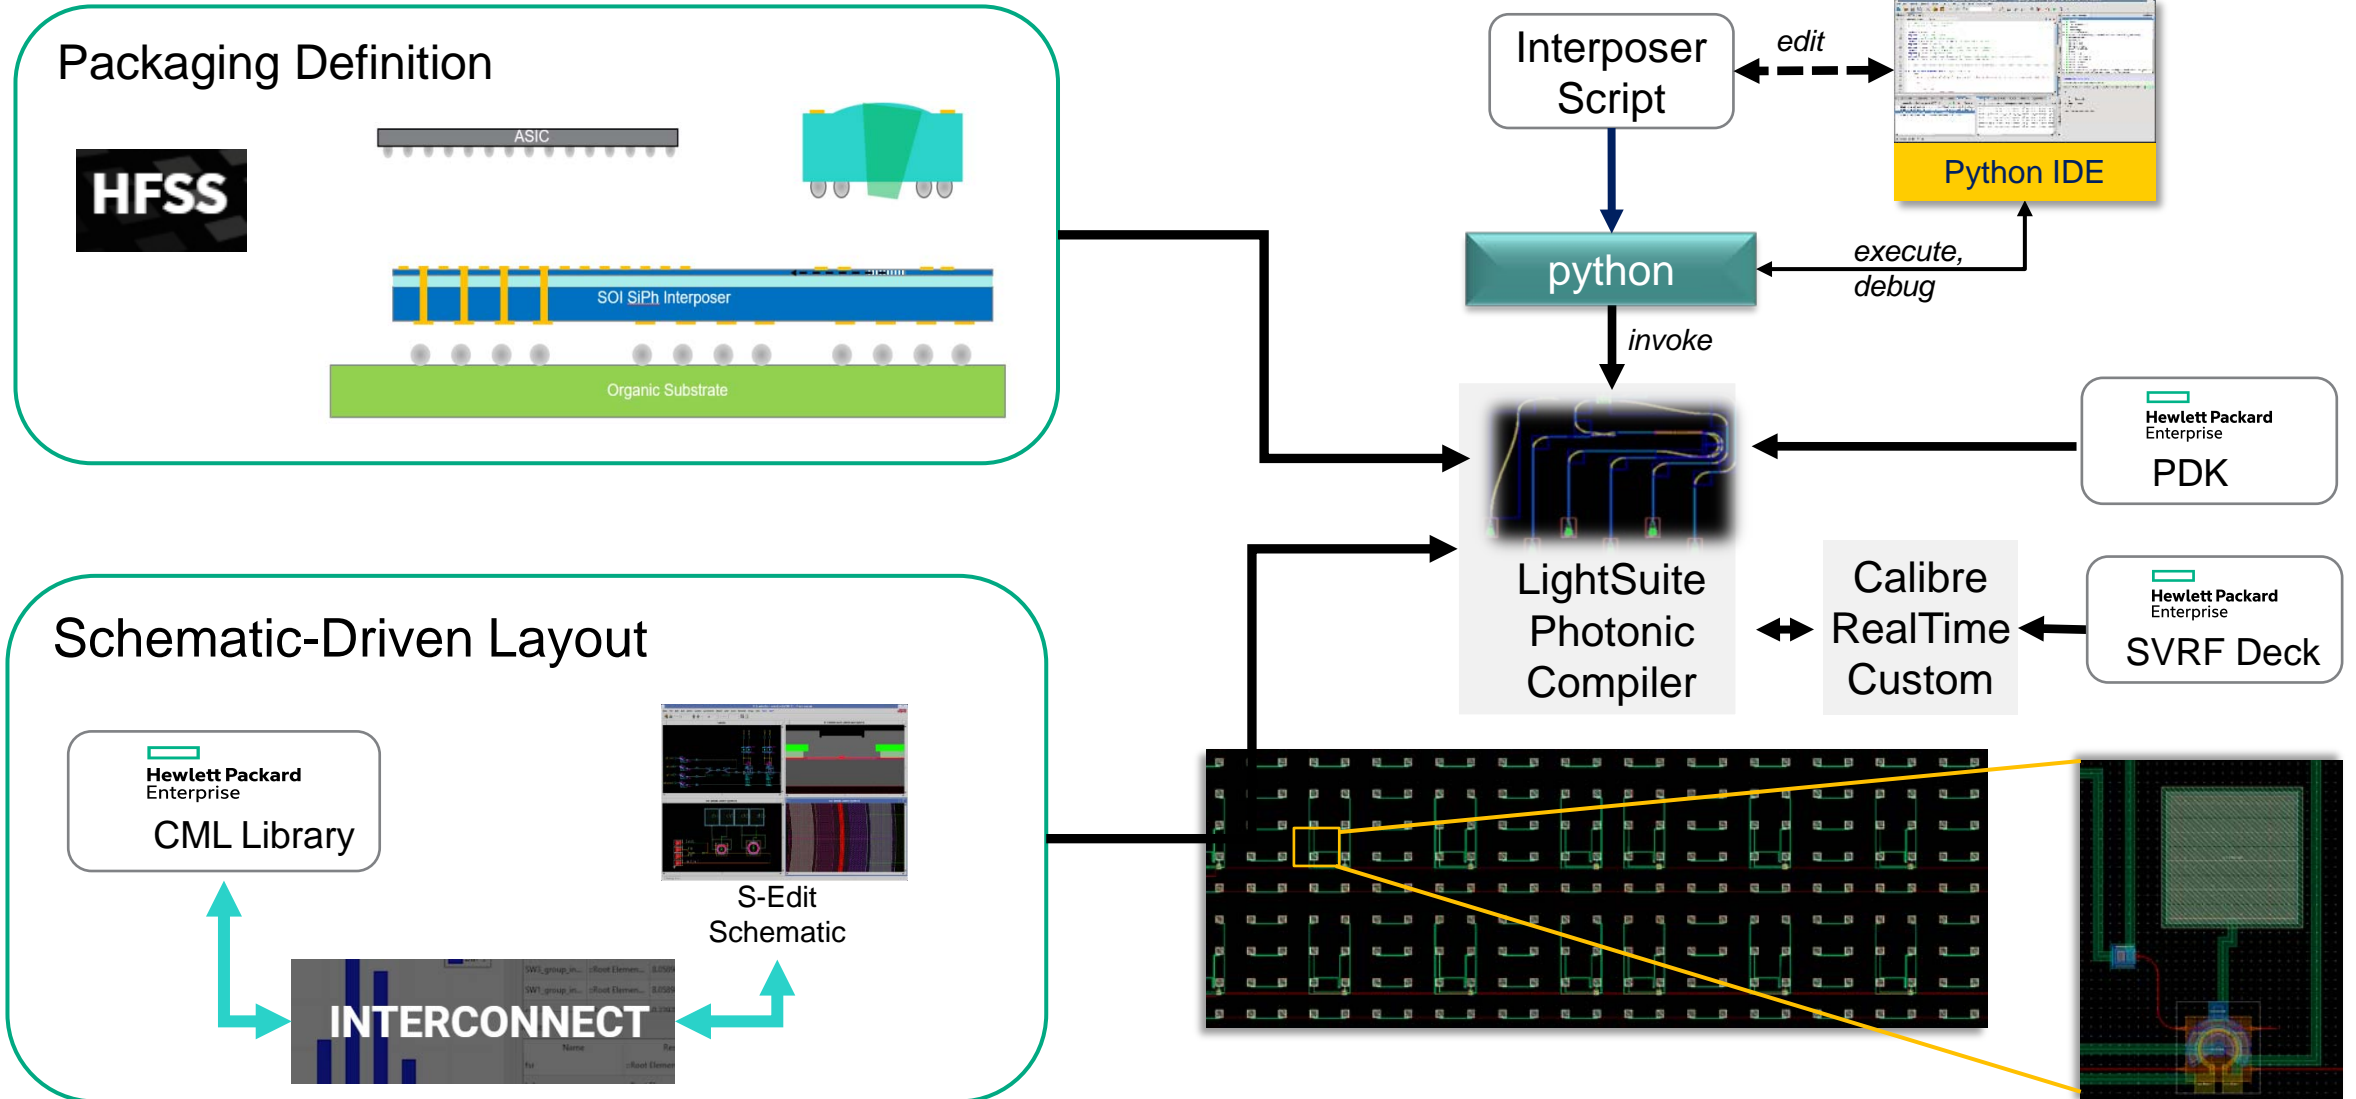 Packaging Definition
HFSS
ASIC
SOI SiPh Interposer
Organic Substrate
Interposer
Script
edit
Python IDE
python
execute,
debug
invoke
Hewlett Packard
Enterprise
PDK
LightSuite
Photonic
Compiler
Calibre
RealTime
Custom
Hewlett Packard
Enterprise
SVRF Deck
Schematic-Driven Layout
Hewlett Packard
Enterprise
CML Library
S-Edit
Schematic
INTERCONNECT